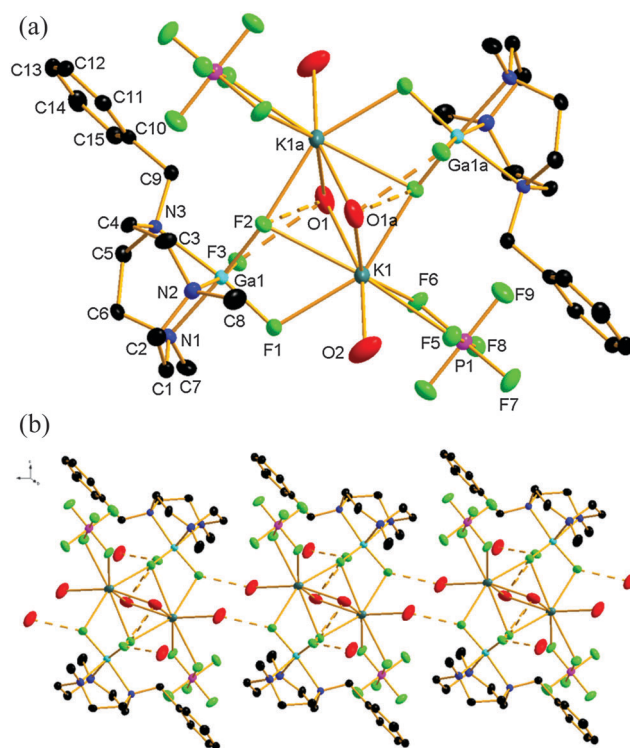 (a)
C13 C12
C14 C11
C15 C10
K1a
Ga1a
C9
N3
C4 F2 O1 O1a
C3 F3
C5 K1
Ga1 F6
N2 F9
C6 C8 F5 F8
N1 F1 O2 P1
C2
C1 C7 F7
(b)